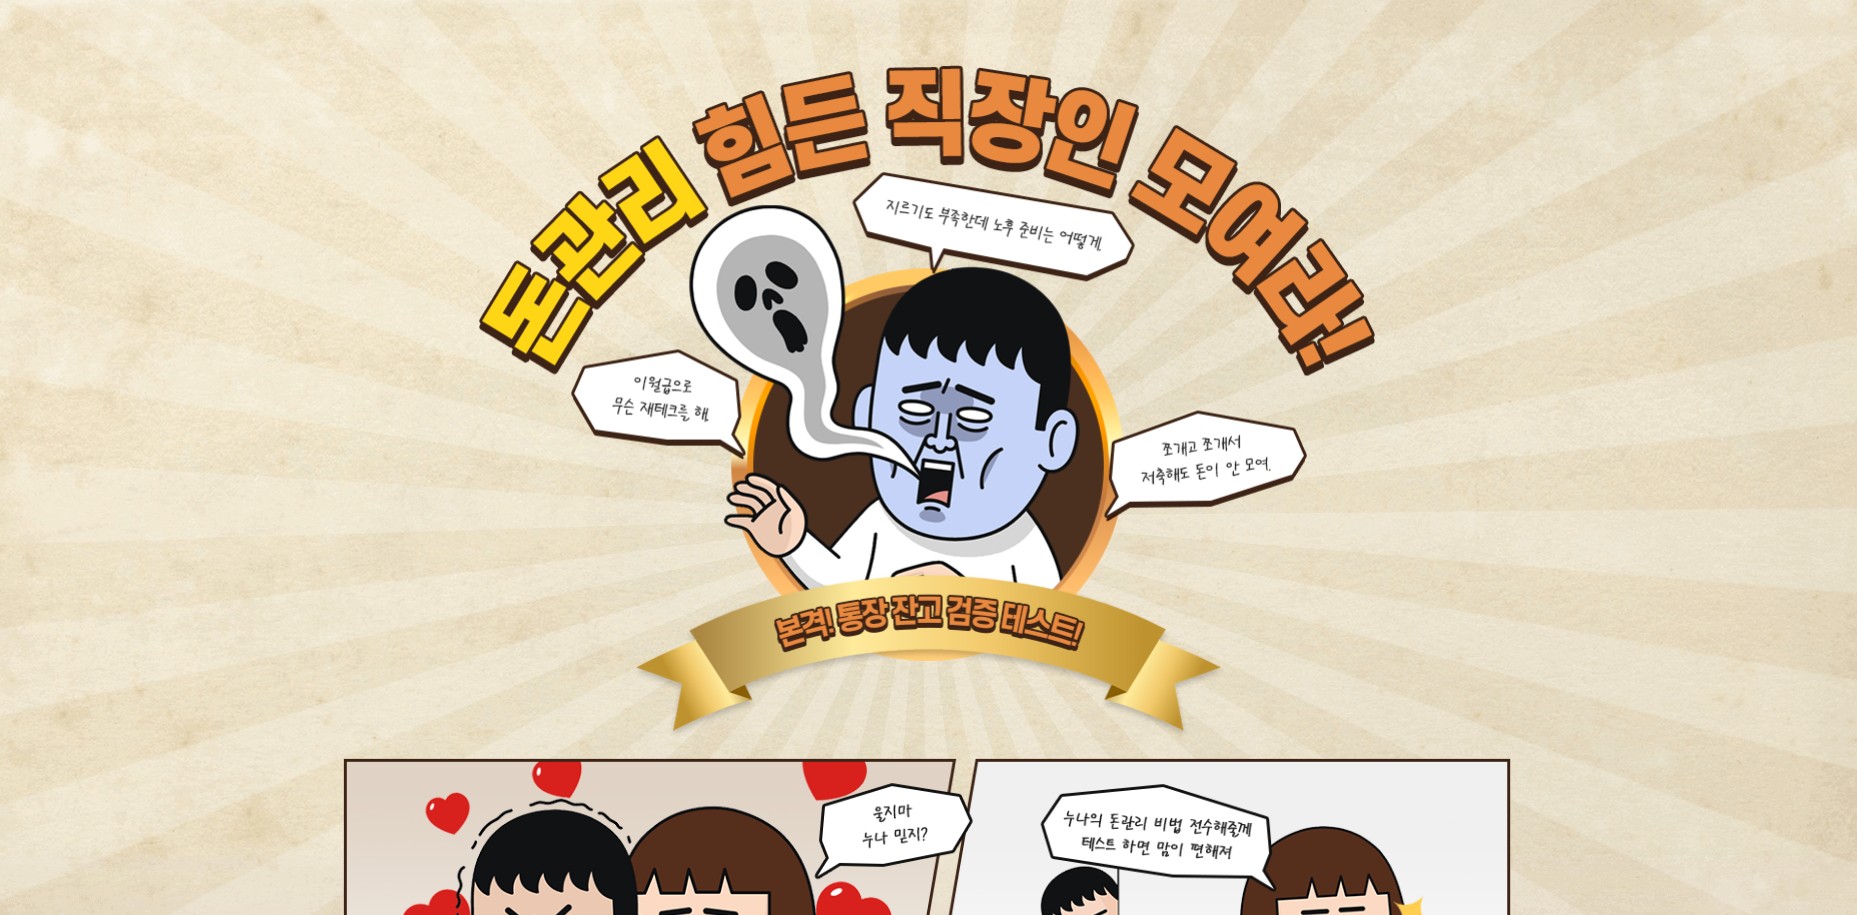 돈관리 힘든 직장인 모여라!
지르기도 부족한데 노후 준비는 어떻게.
이월급으로
무슨 재테크를 해.
쪼개고 쪼개서
저축해도 돈이 안 모여.
본격! 통장 잔고 검증 테스트!
울지마
누나 믿지?
누나의 돈관리 비법 전수해줄께
테스트 하면 맘이 편해져